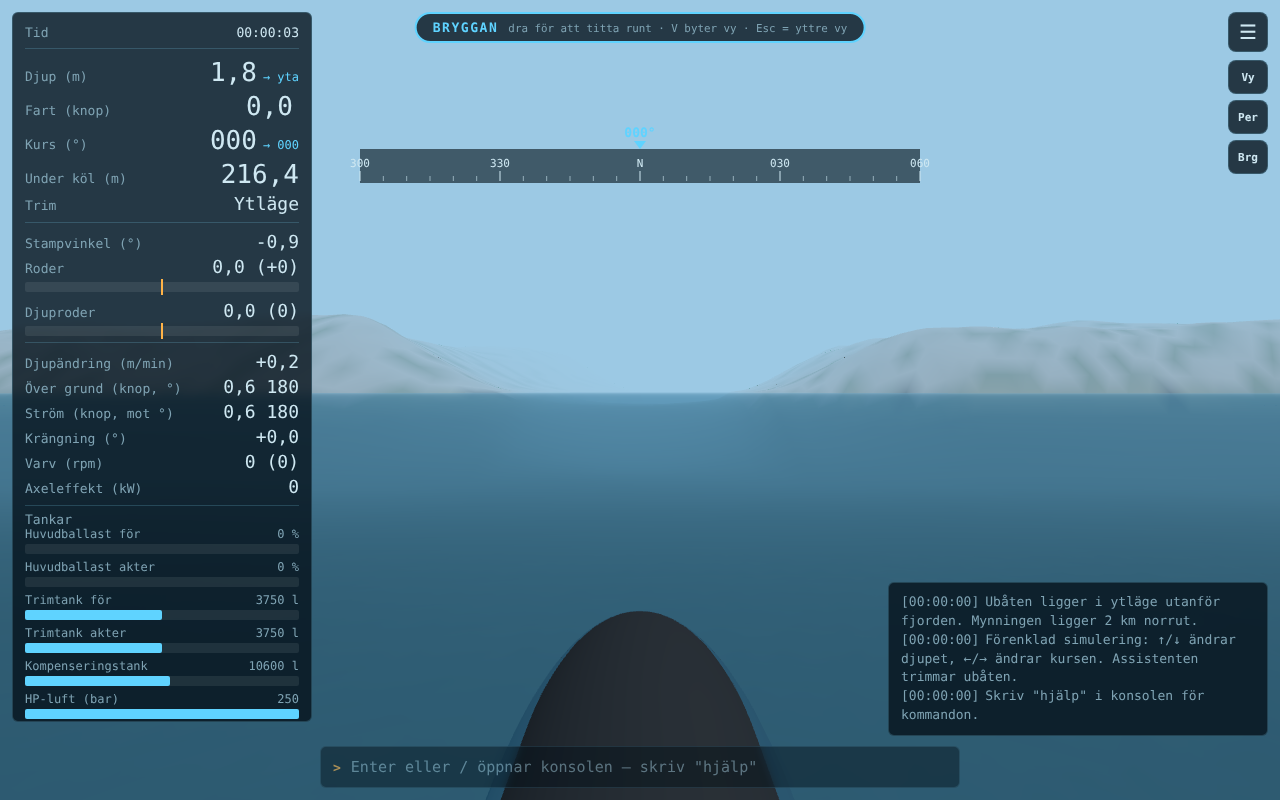 Tid 00:00:03
Djup (m) 1,8 → yta
Fart (knop) 0,0
Kurs (°) 000 → 000
Under köl (m) 216,4
Trim Ytläge
Stampvinkel (°) -0,9
Roder 0,0 (+0)
Djuproder 0,0 (0)
Djupändring (m/min) +0,2
Över grund (knop, °) 0,6 180
Ström (knop, mot °) 0,6 180
Krängning (°) +0,0
Varv (rpm) 0 (0)
Axeleffekt (kW) 0
Tankar
Huvudballast för 0 %
Huvudballast akter 0 %
Trimtank för 3750 l
Trimtank akter 3750 l
Kompenseringstank 10600 l
HP-luft (bar) 250
BRYGGAN dra för att titta runt · V byter vy · Esc = yttre vy
000°
300 330 N 030 060
☰
Vy
Per
Brg
[00:00:00] Ubåten ligger i ytläge utanför
fjorden. Mynningen ligger 2 km norrut.
[00:00:00] Förenklad simulering: ↑/↓ ändrar
djupet, ←/→ ändrar kursen. Assistenten
trimmar ubåten.
[00:00:00] Skriv "hjälp" i konsolen för
kommandon.
> Enter eller / öppnar konsolen — skriv "hjälp"